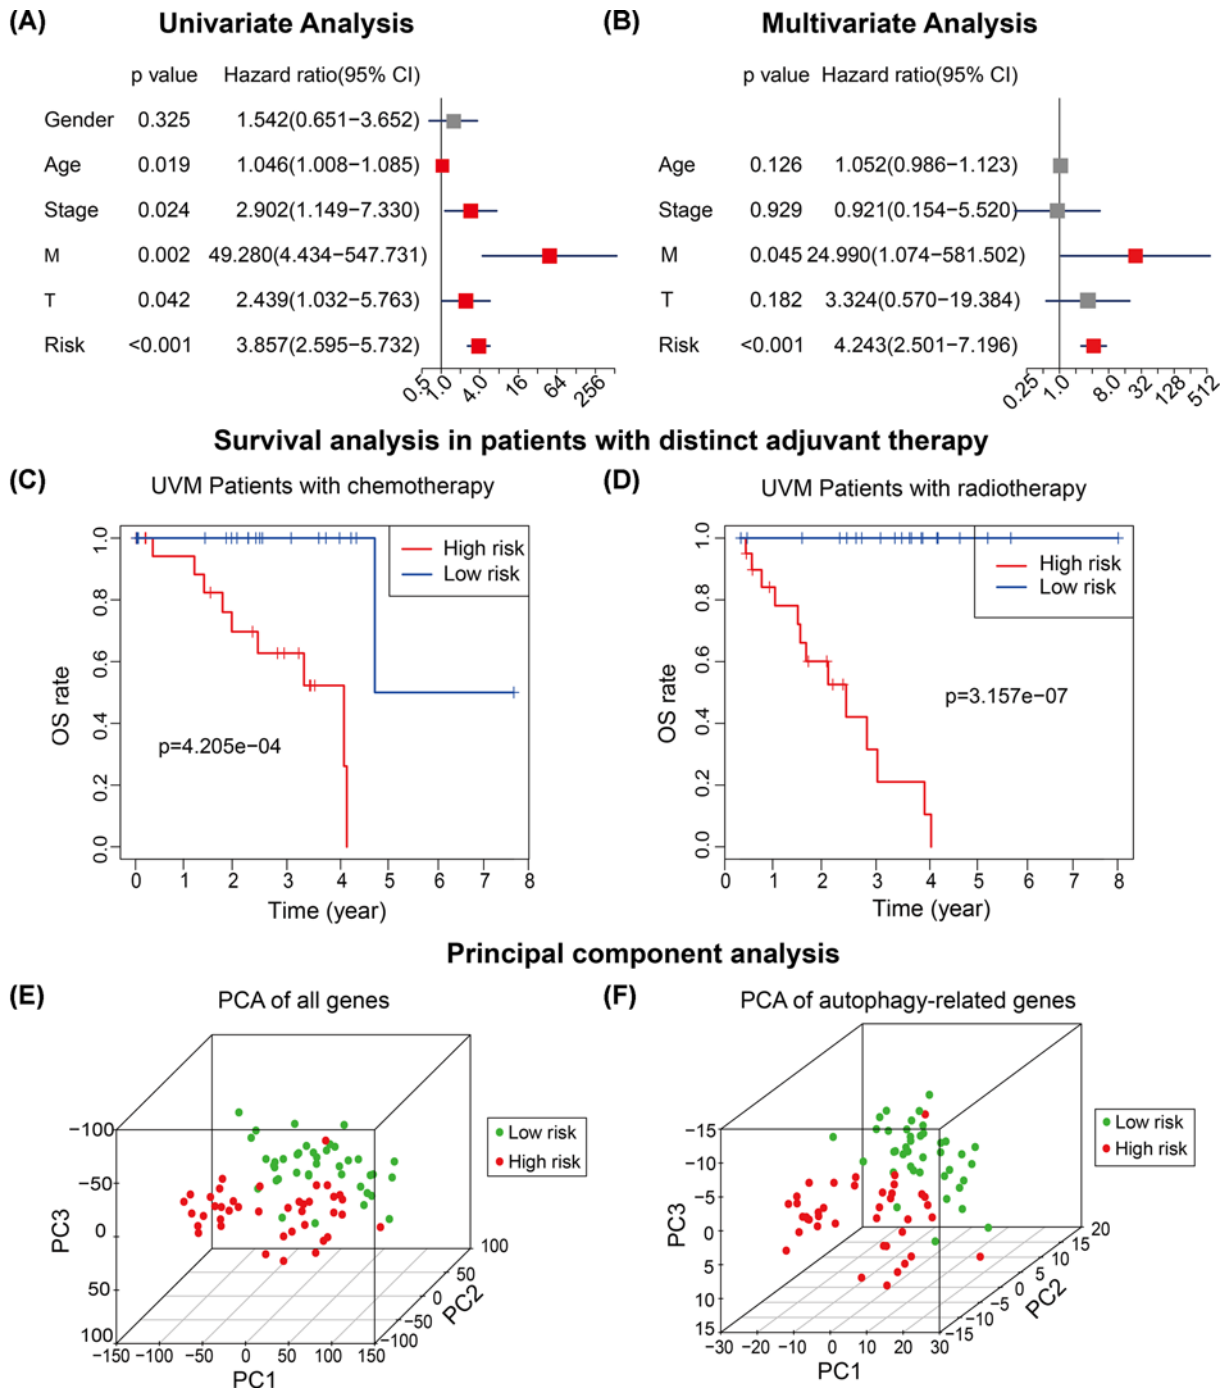 (A) Univariate Analysis
p value Hazard ratio(95% CI)
Gender 0.325 1.542(0.651−3.652)
Age 0.019 1.046(1.008−1.085)
Stage 0.024 2.902(1.149−7.330)
M 0.002 49.280(4.434−547.731)
T 0.042 2.439(1.032−5.763)
Risk <0.001 3.857(2.595−5.732)
0.5 1.0 4.0 16 64 256
(B) Multivariate Analysis
p value Hazard ratio(95% CI)
Age 0.126 1.052(0.986−1.123)
Stage 0.929 0.921(0.154−5.520)
M 0.045 24.990(1.074−581.502)
T 0.182 3.324(0.570−19.384)
Risk <0.001 4.243(2.501−7.196)
0.25 1.0 8.0 32 128 512
Survival analysis in patients with distinct adjuvant therapy
(C) UVM Patients with chemotherapy
High risk
Low risk
p=4.205e−04
OS rate
0.0 0.2 0.4 0.6 0.8 1.0
0 1 2 3 4 5 6 7 8
Time (year)
(D) UVM Patients with radiotherapy
High risk
Low risk
p=3.157e−07
OS rate
0.0 0.2 0.4 0.6 0.8 1.0
0 1 2 3 4 5 6 7 8
Time (year)
Principal component analysis
(E) PCA of all genes
Low risk
High risk
PC3
−100
−50
0
50
100
−150 −100 −50 0 50 100 150
PC1
−100 −50 0 50 100
PC2
(F) PCA of autophagy-related genes
Low risk
High risk
PC3
−15
−10
−5
0
5
10
15
−30 −20 −10 0 10 20 30
PC1
−15 −10 −5 0 5 10 15 20
PC2